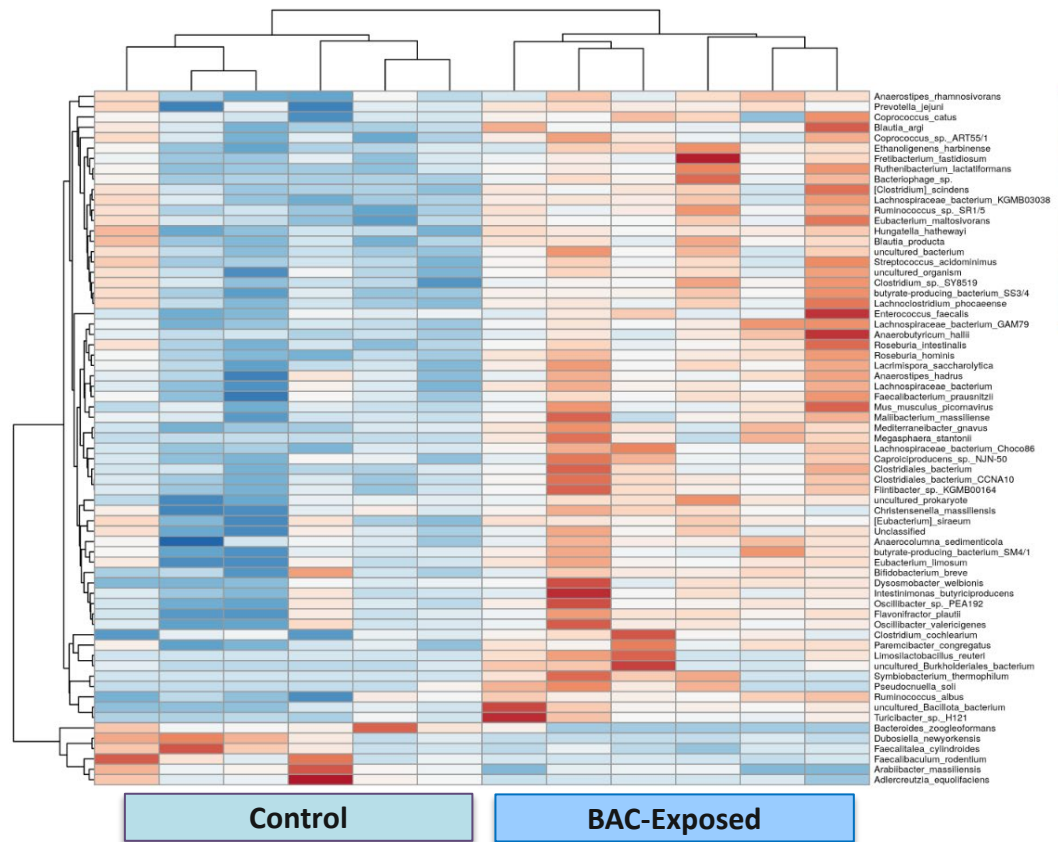 Anaerostipes_rhamnosivorans
Prevotella_jejuni
Coprococcus_catus
Blautia_argi
Coprococcus_sp._ART55/1
Ethanoligenens_harbinense
Fretibacterium_fastidiosum
Ruthenibacterium_lactatiformans
Bacteriophage_sp.
[Clostridium]_scindens
Lachnospiraceae_bacterium_KGMB03038
Ruminococcus_sp._SR1/5
Eubacterium_maltosivorans
Hungatella_hathewayi
Blautia_producta
uncultured_bacterium
Streptococcus_acidominimus
uncultured_organism
Clostridium_sp._SY8519
butyrate-producing_bacterium_SS3/4
Lachnoclostridium_phocaeense
Enterococcus_faecalis
Lachnospiraceae_bacterium_GAM79
Anaerobutyricum_hallii
Roseburia_intestinalis
Roseburia_hominis
Lacrimispora_saccharolytica
Anaerostipes_hadrus
Lachnospiraceae_bacterium
Faecalibacterium_prausnitzii
Mus_musculus_picornavirus
Maliibacterium_massiliense
Mediterraneibacter_gnavus
Megasphaera_stantonii
Lachnospiraceae_bacterium_Choco86
Caproiciproducens_sp._NJN-50
Clostridiales_bacterium
Clostridiales_bacterium_CCNA10
Flintibacter_sp._KGMB00164
uncultured_prokaryote
Christensenella_massiliensis
[Eubacterium]_siraeum
Unclassified
Anaerocolumna_sedimenticola
butyrate-producing_bacterium_SM4/1
Eubacterium_limosum
Bifidobacterium_breve
Dysosmobacter_welbionis
Intestinimonas_butyriciproducens
Oscillibacter_sp._PEA192
Flavonifractor_plautii
Oscillibacter_valericigenes
Clostridium_cochlearium
Paremcibacter_congregatus
Limosilactobacillus_reuteri
uncultured_Burkholderiales_bacterium
Symbiobacterium_thermophilum
Pseudocnuella_soli
Ruminococcus_albus
uncultured_Bacillota_bacterium
Turicibacter_sp._H121
Bacteroides_zoogleoformans
Dubosiella_newyorkensis
Faecalitalea_cylindroides
Faecalibaculum_rodentium
Arabiibacter_massiliensis
Adlercreutzia_equolifaciens
Control
BAC-Exposed